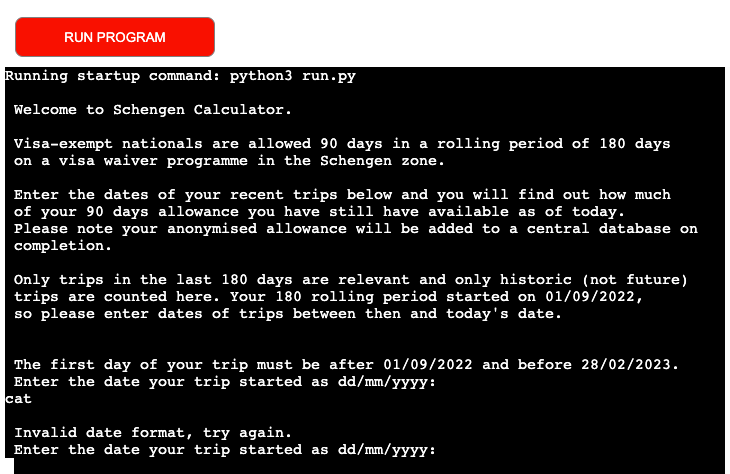 RUN PROGRAM
Running startup command: python3 run.py
Welcome to Schengen Calculator.
Visa-exempt nationals are allowed 90 days in a rolling period of 180 days
on a visa waiver programme in the Schengen zone.
Enter the dates of your recent trips below and you will find out how much
of your 90 days allowance you have still have available as of today.
Please note your anonymised allowance will be added to a central database on
completion.
Only trips in the last 180 days are relevant and only historic (not future)
trips are counted here. Your 180 rolling period started on 01/09/2022,
so please enter dates of trips between then and today's date.
The first day of your trip must be after 01/09/2022 and before 28/02/2023.
Enter the date your trip started as dd/mm/yyyy:
cat
Invalid date format, try again.
Enter the date your trip started as dd/mm/yyyy: